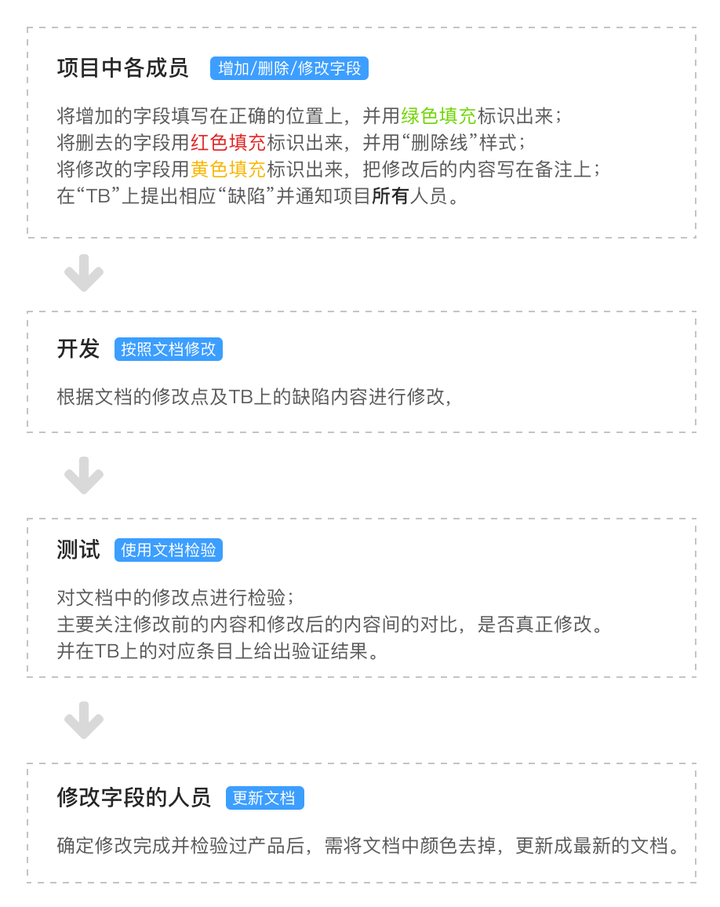 项目中各成员 增加/删除/修改字段
将增加的字段填写在正确的位置上，并用绿色填充标识出来；
将删去的字段用红色填充标识出来，并用“删除线”样式；
将修改的字段用黄色填充标识出来，把修改后的内容写在备注上；
在“TB”上提出相应“缺陷”并通知项目所有人员。
开发 按照文档修改
根据文档的修改点及TB上的缺陷内容进行修改，
测试 使用文档检验
对文档中的修改点进行检验；
主要关注修改前的内容和修改后的内容间的对比，是否真正修改。
并在TB上的对应条目上给出验证结果。
修改字段的人员 更新文档
确定修改完成并检验过产品后，需将文档中颜色去掉，更新成最新的文档。